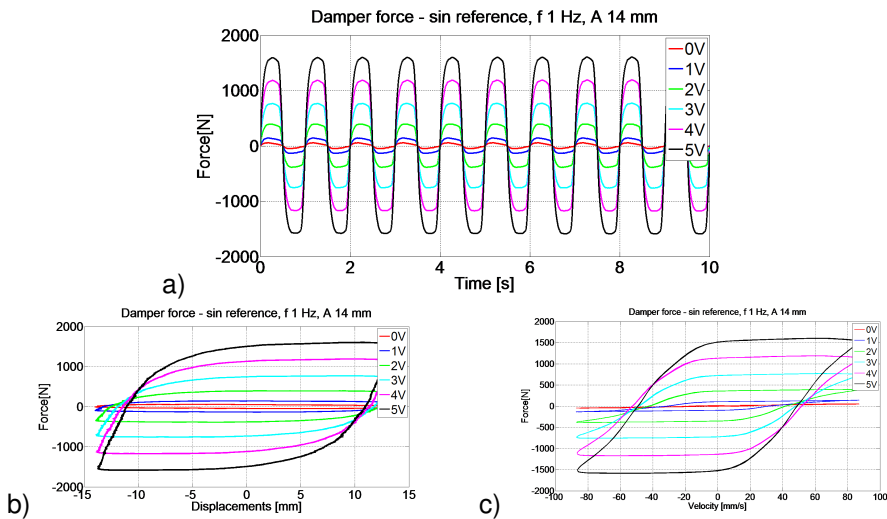 Damper force - sin reference, f 1 Hz, A 14 mm
2000
1000
0
-1000
-2000
Force[N]
0V
1V
2V
3V
4V
5V
0 2 4 6 8 10
Time [s]
a)
Damper force - sin reference, f 1 Hz, A 14 mm
2000
1500
1000
500
0
-500
-1000
-1500
2000
Force[N]
0V
1V
2V
3V
4V
5V
-15 -10 -5 0 5 10 15
Displacements [mm]
b)
Damper force - sin reference, f 1 Hz, A 14 mm
2000
1500
1000
500
0
-500
-1000
-1500
-2000
Force[N]
0V
1V
2V
3V
4V
5V
-100 -80 -60 -40 -20 0 20 40 60 80 100
Velocity [mm/s]
c)